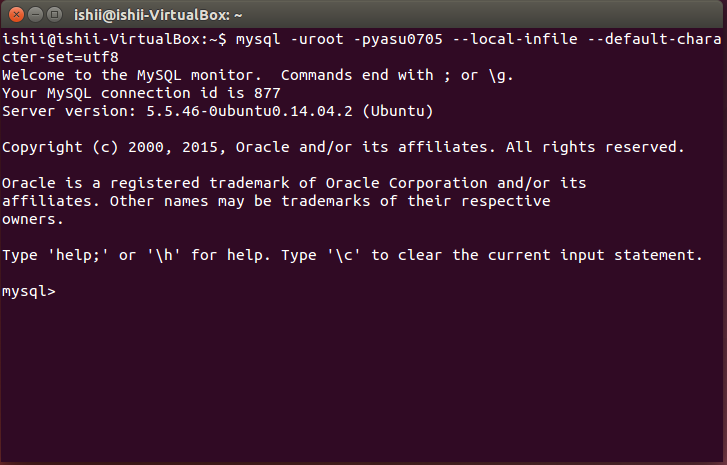 ishii@ishii-VirtualBox: ~
ishii@ishii-VirtualBox:~$ mysql -uroot -pyasu0705 --local-infile --default-chara
cter-set=utf8
Welcome to the MySQL monitor.  Commands end with ; or \g.
Your MySQL connection id is 877
Server version: 5.5.46-0ubuntu0.14.04.2 (Ubuntu)

Copyright (c) 2000, 2015, Oracle and/or its affiliates. All rights reserved.

Oracle is a registered trademark of Oracle Corporation and/or its
affiliates. Other names may be trademarks of their respective
owners.

Type 'help;' or '\h' for help. Type '\c' to clear the current input statement.

mysql>